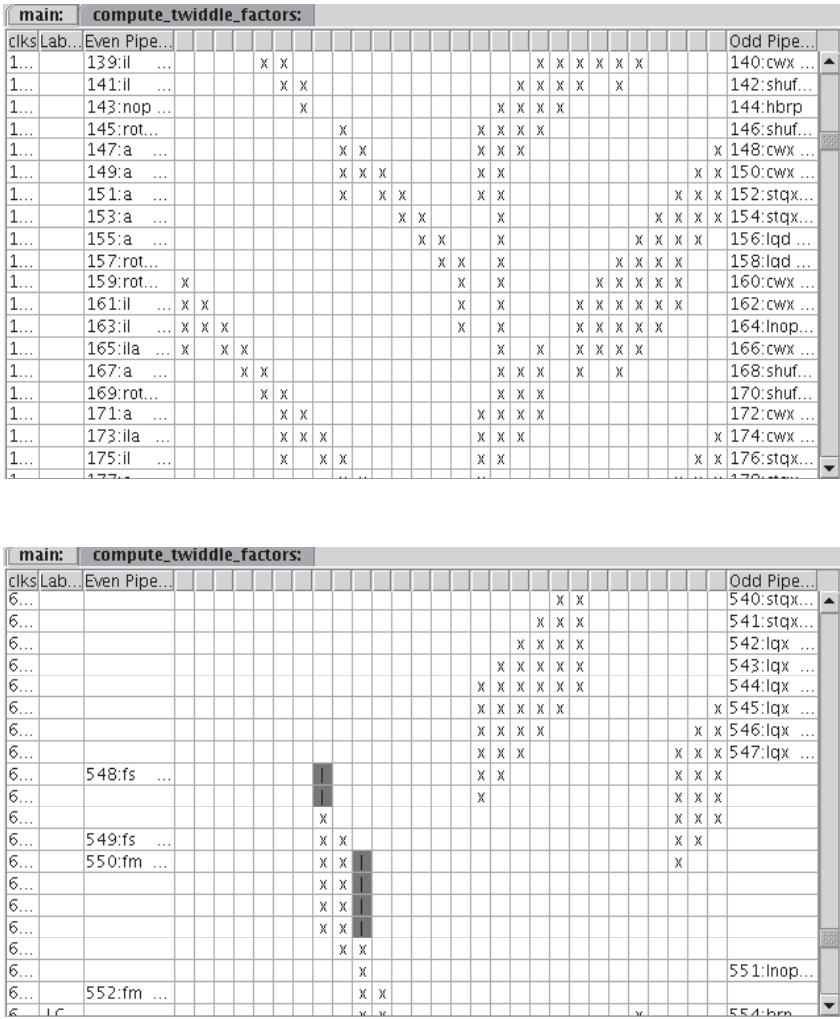 main: compute_twiddle_factors:
clks Lab... Even Pipe... Odd Pipe...
1... 139:il x x x x x x x x 140:cwx ...
1... 141:il x x x x x x x 142:shuf...
1... 143:nop ... x x x x x 144:hbrp
1... 145:rot... x x x x x 146:shuf...
1... 147:a ... x x x x x x 148:cwx ...
1... 149:a ... x x x x x x x 150:cwx ...
1... 151:a ... x x x x x x x x 152:stqx...
1... 153:a ... x x x x x x x 154:stqx...
1... 155:a ... x x x x x x x 156:lqd ...
1... 157:rot... x x x x x x x 158:lqd ...
1... 159:rot... x x x x x x x x 160:cwx ...
1... 161:il ... x x x x x x x x x x 162:cwx ...
1... 163:il ... x x x x x x x x x x 164:lnop...
1... 165:ila ... x x x x x x x x x 166:cwx ...
1... 167:a ... x x x x x x x 168:shuf...
1... 169:rot... x x x x x 170:shuf...
1... 171:a ... x x x x x x 172:cwx ...
1... 173:ila ... x x x x x x x 174:cwx ...
1... 175:il ... x x x x x x x 176:stqx...
main: compute_twiddle_factors:
clks Lab... Even Pipe... Odd Pipe...
6... x x 540:stqx...
6... x x x 541:stqx...
6... x x x x 542:lqx ...
6... x x x x x 543:lqx ...
6... x x x x x x 544:lqx ...
6... x x x x x x 545:lqx ...
6... x x x x x x 546:lqx ...
6... x x x x x x 547:lqx ...
6... 548:fs ... | x x x x x
6... | x x x x
6... x x x x
6... 549:fs ... x x x x
6... 550:fm ... x x | x
6... x x |
6... x x |
6... x x |
6... x x
6... x 551:lnop...
6... 552:fm ... x x